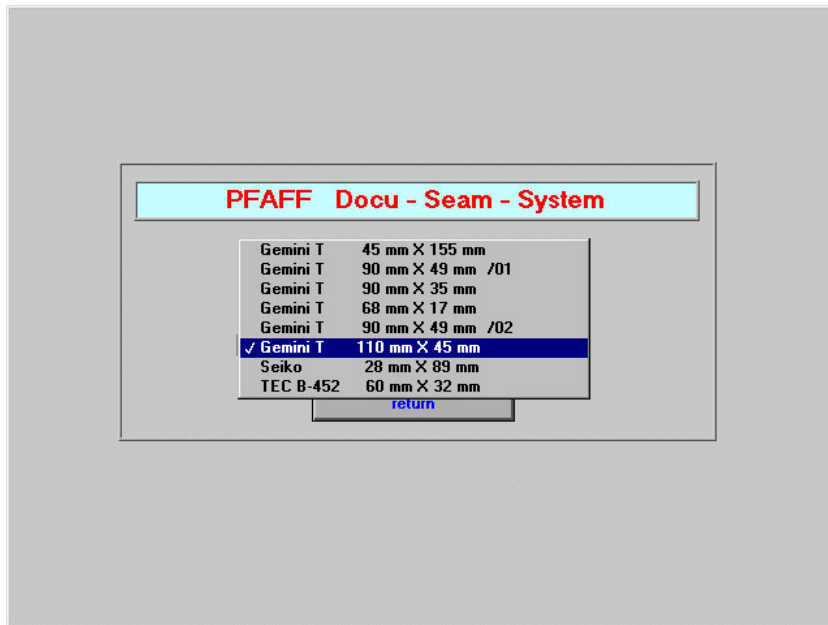 PFAFF Docu - Seam - System
Gemini T 45 mm X 155 mm
Gemini T 90 mm X 49 mm /01
Gemini T 90 mm X 35 mm
Gemini T 68 mm X 17 mm
Gemini T 90 mm X 49 mm /02
✓ Gemini T 110 mm X 45 mm
Seiko 28 mm X 89 mm
TEC B-452 60 mm X 32 mm
return